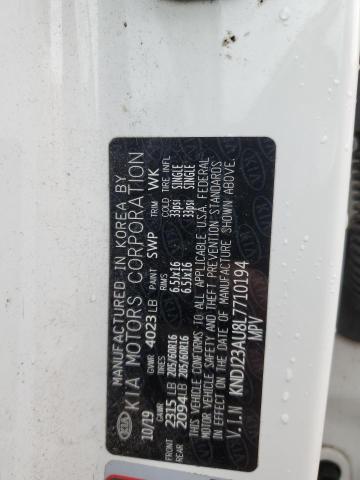 MANUFACTURED IN KOREA BY
KIA MOTORS CORPORATION
10/19 GVWR 4023 LB PAINT SWP TRIM WK
GAWR TIRES RIMS COLD TIRE INFL
FRT 2315 LB 205/60R16 6.5Jx16 33psi SINGLE
REAR 2094LB 205/60R16 6.5Jx16 33psi SINGLE
THIS VEHICLE CONFORMS TO ALL APPLICABLE U.S.A. FEDERAL
MOTOR VEHICLE SAFETY AND THEFT PREVENTION STANDARDS
IN EFFECT ON THE DATE OF MANUFACTURE SHOWN ABOVE.
V.I.N KNDJ23AU8L7710194
MPV
KIA